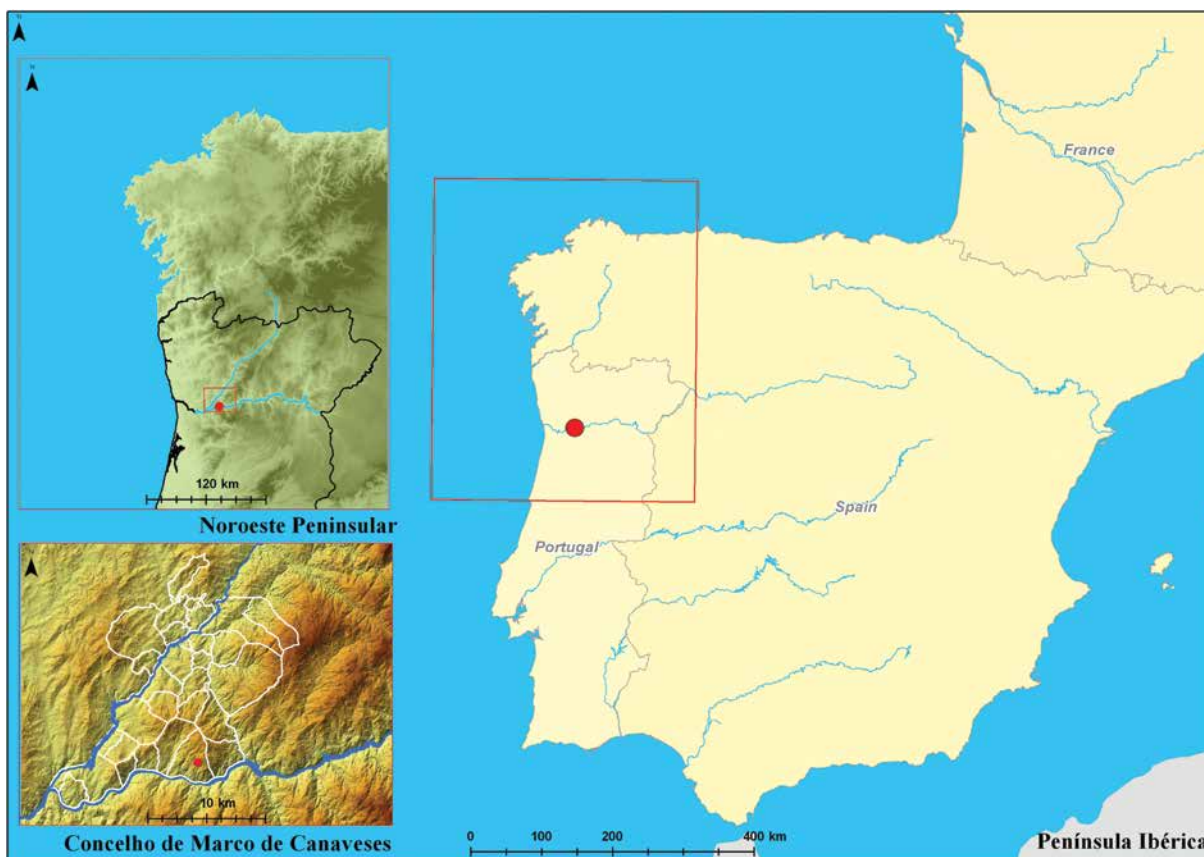 120 km
Noroeste Peninsular
10 km
Concelho de Marco de Canaveses
France
Spain
Portugal
0 100 200 400 km
Península Ibérica